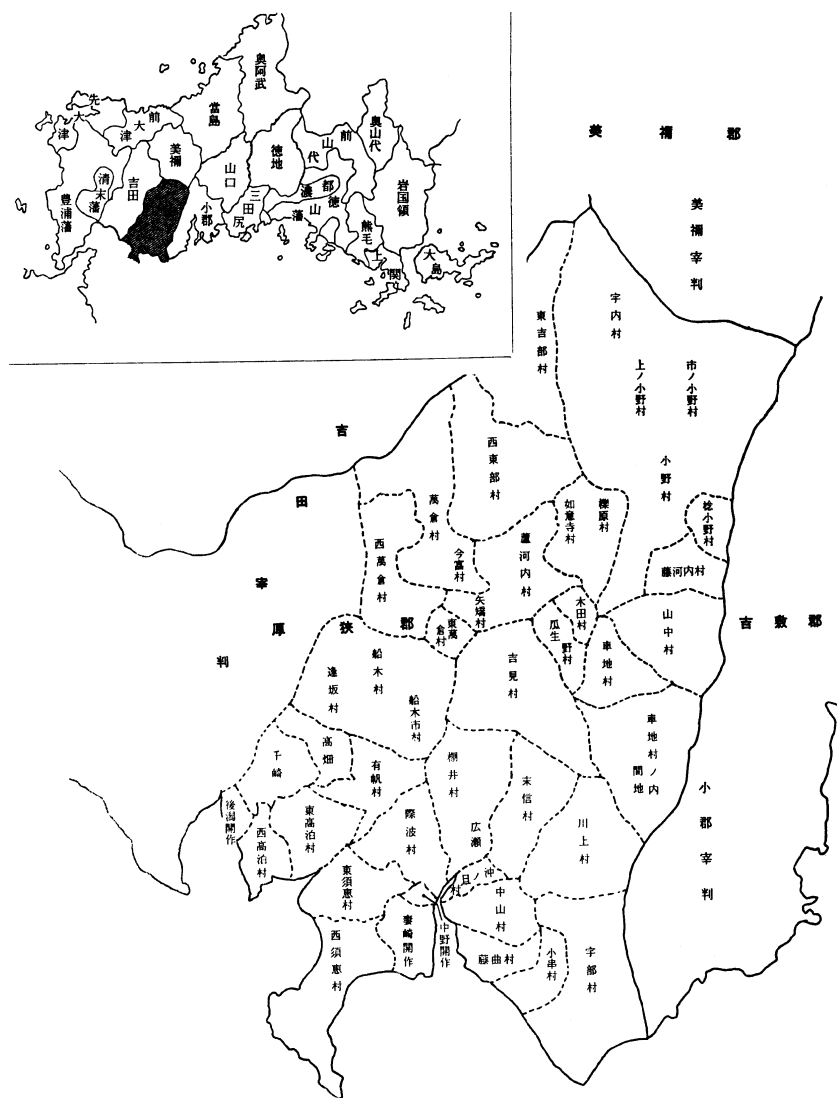 奥阿武
當島
先大津
前大津
美禰
山口
徳地
前山代
奥山代
岩国領
清末藩
吉田
豊浦藩
小郡
三田尻
都濃
徳山藩
熊毛
上関
大島
美禰郡
美禰宰判
東吉部村
宇内村
上ノ小野村
市ノ小野村
小野村
吉田宰判
西東部村
萬倉村
西萬倉村
今富村
蘆河内村
如意寺村
櫟原村
棯小野村
藤河内村
矢矯村
東萬倉村
木田村
瓜生野村
車地村
山中村
吉敷郡
厚狭郡
船木村
逢坂村
船木市村
吉見村
千崎
高畑
有帆村
棚井村
末信村
車地村ノ内
間地
小郡宰判
後潟開作
西高泊村
東高泊村
際波村
広瀬
川上村
東須恵村
妻崎開作
中野開作
沖ノ旦村
中山村
西須恵村
藤曲村
小串村
宇部村